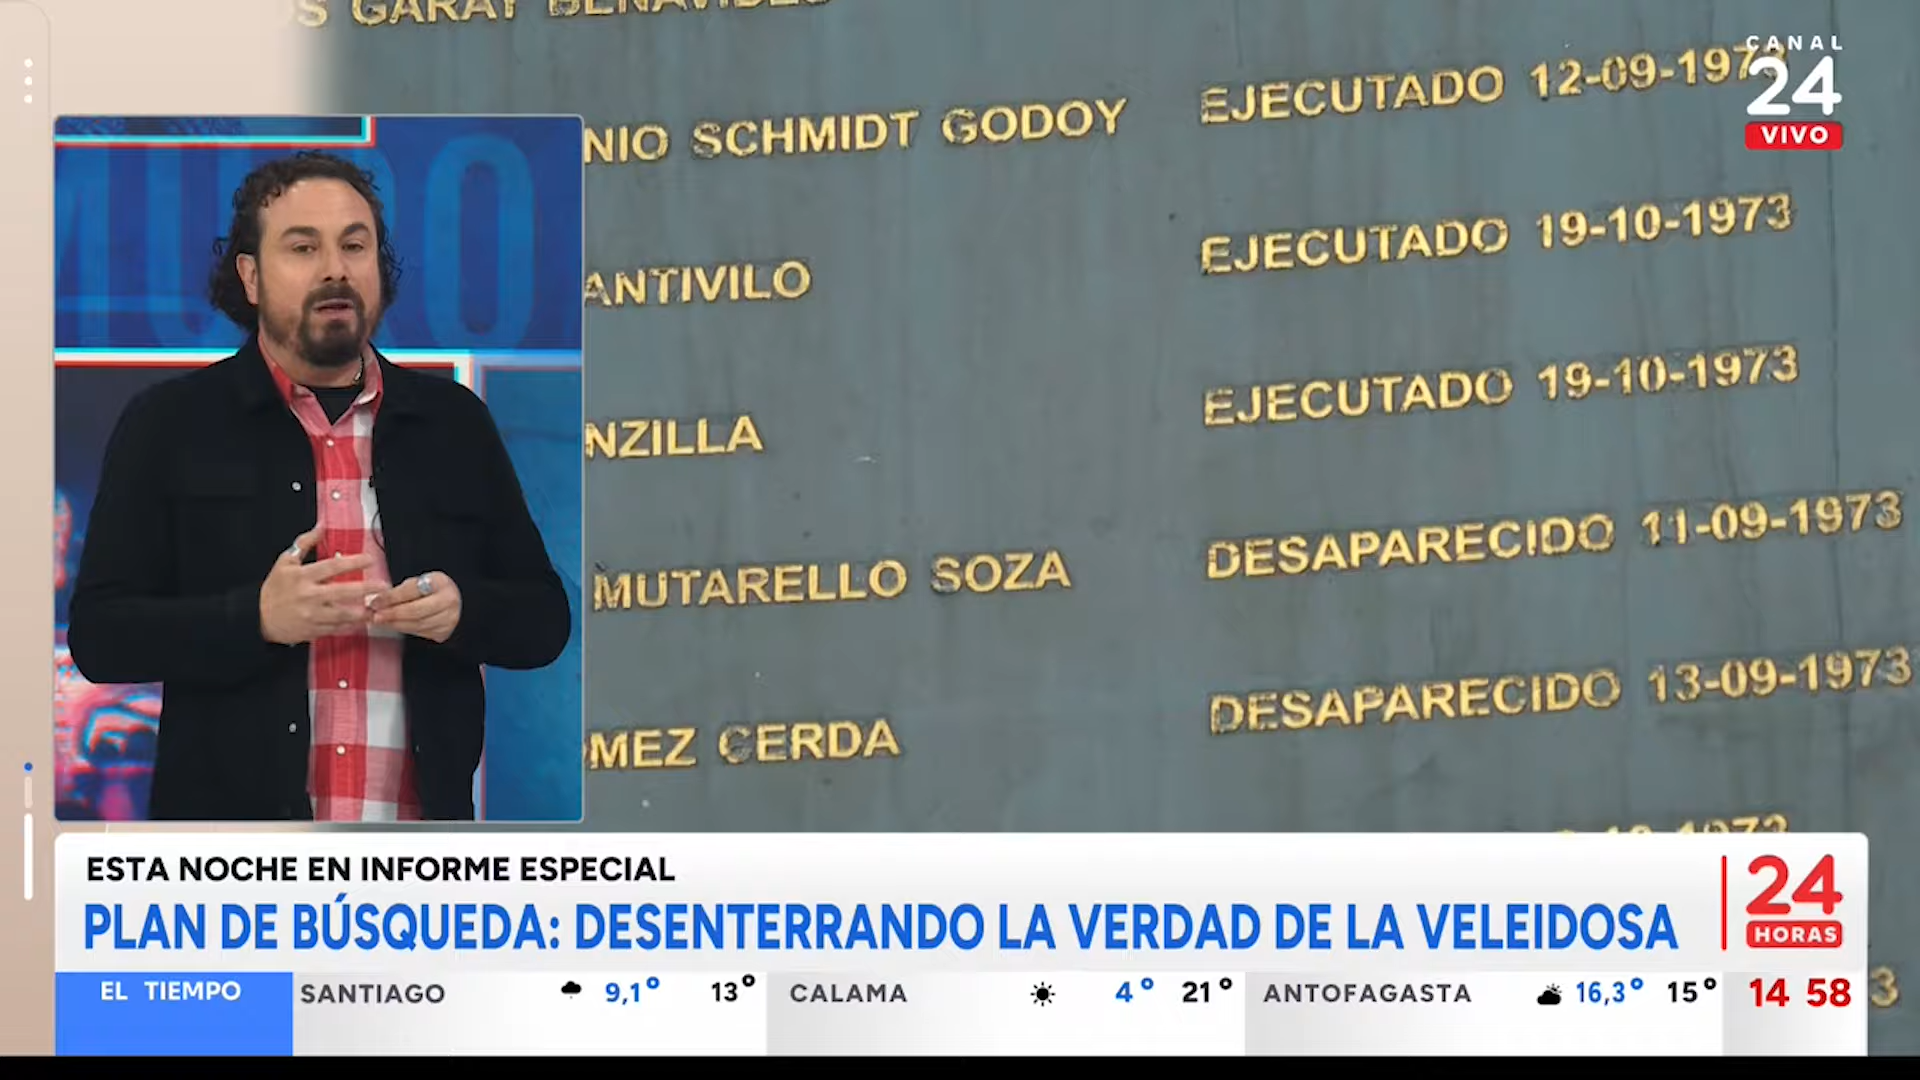 GARAY BENAVIDES
CANAL
24
VIVO
NIO SCHMIDT GODOY EJECUTADO 12-09-1973
ANTIVILO EJECUTADO 19-10-1973
NZILLA EJECUTADO 19-10-1973
MUTARELLO SOZA DESAPARECIDO 11-09-1973
MEZ CERDA DESAPARECIDO 13-09-1973
ESTA NOCHE EN INFORME ESPECIAL
PLAN DE BÚSQUEDA: DESENTERRANDO LA VERDAD DE LA VELEIDOSA
24
HORAS
EL TIEMPO SANTIAGO 9,1° 13° CALAMA 4° 21° ANTOFAGASTA 16,3° 15° 14 58